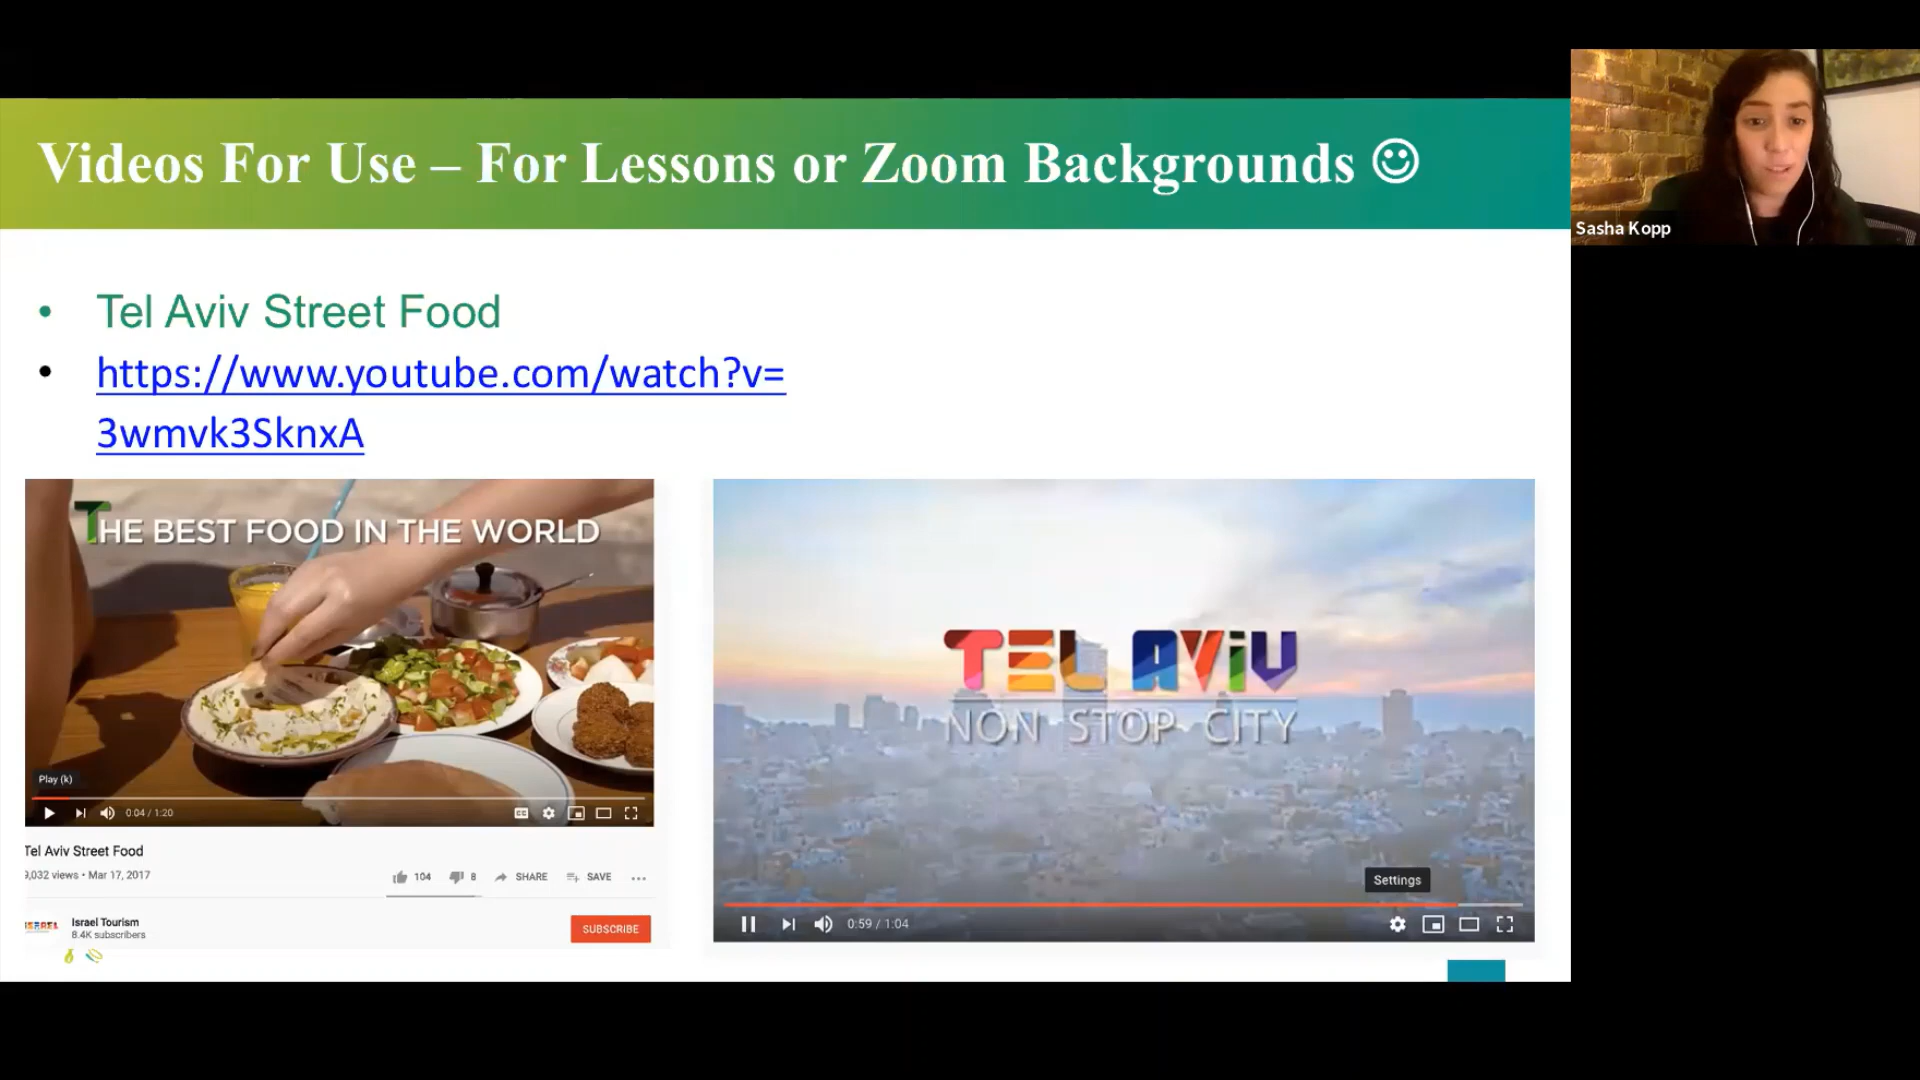 Videos For Use – For Lessons or Zoom Backgrounds ☺
Sasha Kopp
• Tel Aviv Street Food
• https://www.youtube.com/watch?v=
3wmvk3SknxA
THE BEST FOOD IN THE WORLD
Play (k)
0:04 / 1:20
Tel Aviv Street Food
9,032 views • Mar 17, 2017
104 8 SHARE SAVE ...
Israel Tourism
8.4K subscribers
SUBSCRIBE
TEL AVIV
NON STOP CITY
Settings
0:59 / 1:04